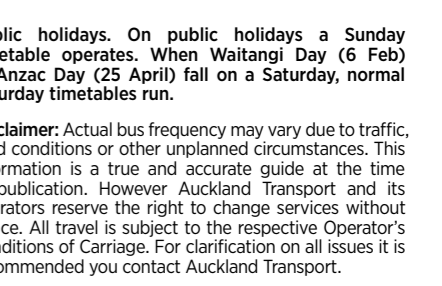 blic holidays. On public holidays a Sunday
etable operates. When Waitangi Day (6 Feb)
Anzac Day (25 April) fall on a Saturday, normal
urday timetables run.
claimer: Actual bus frequency may vary due to traffic,
d conditions or other unplanned circumstances. This
ormation is a true and accurate guide at the time
publication. However Auckland Transport and its
rators reserve the right to change services without
ice. All travel is subject to the respective Operator’s
nditions of Carriage. For clarification on all issues it is
ommended you contact Auckland Transport.